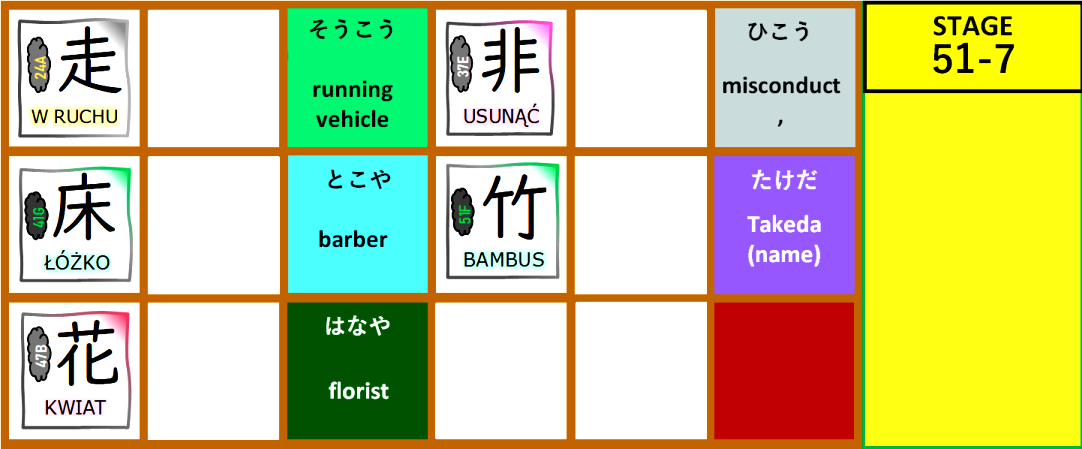 24A
走
W RUCHU
そうこう
running
vehicle
37E
非
USUNĄĆ
ひこう
misconduct
,
STAGE
51-7
41G
床
ŁÓŻKO
とこや
barber
51F
竹
BAMBUS
たけだ
Takeda
(name)
47B
花
KWIAT
はなや
florist